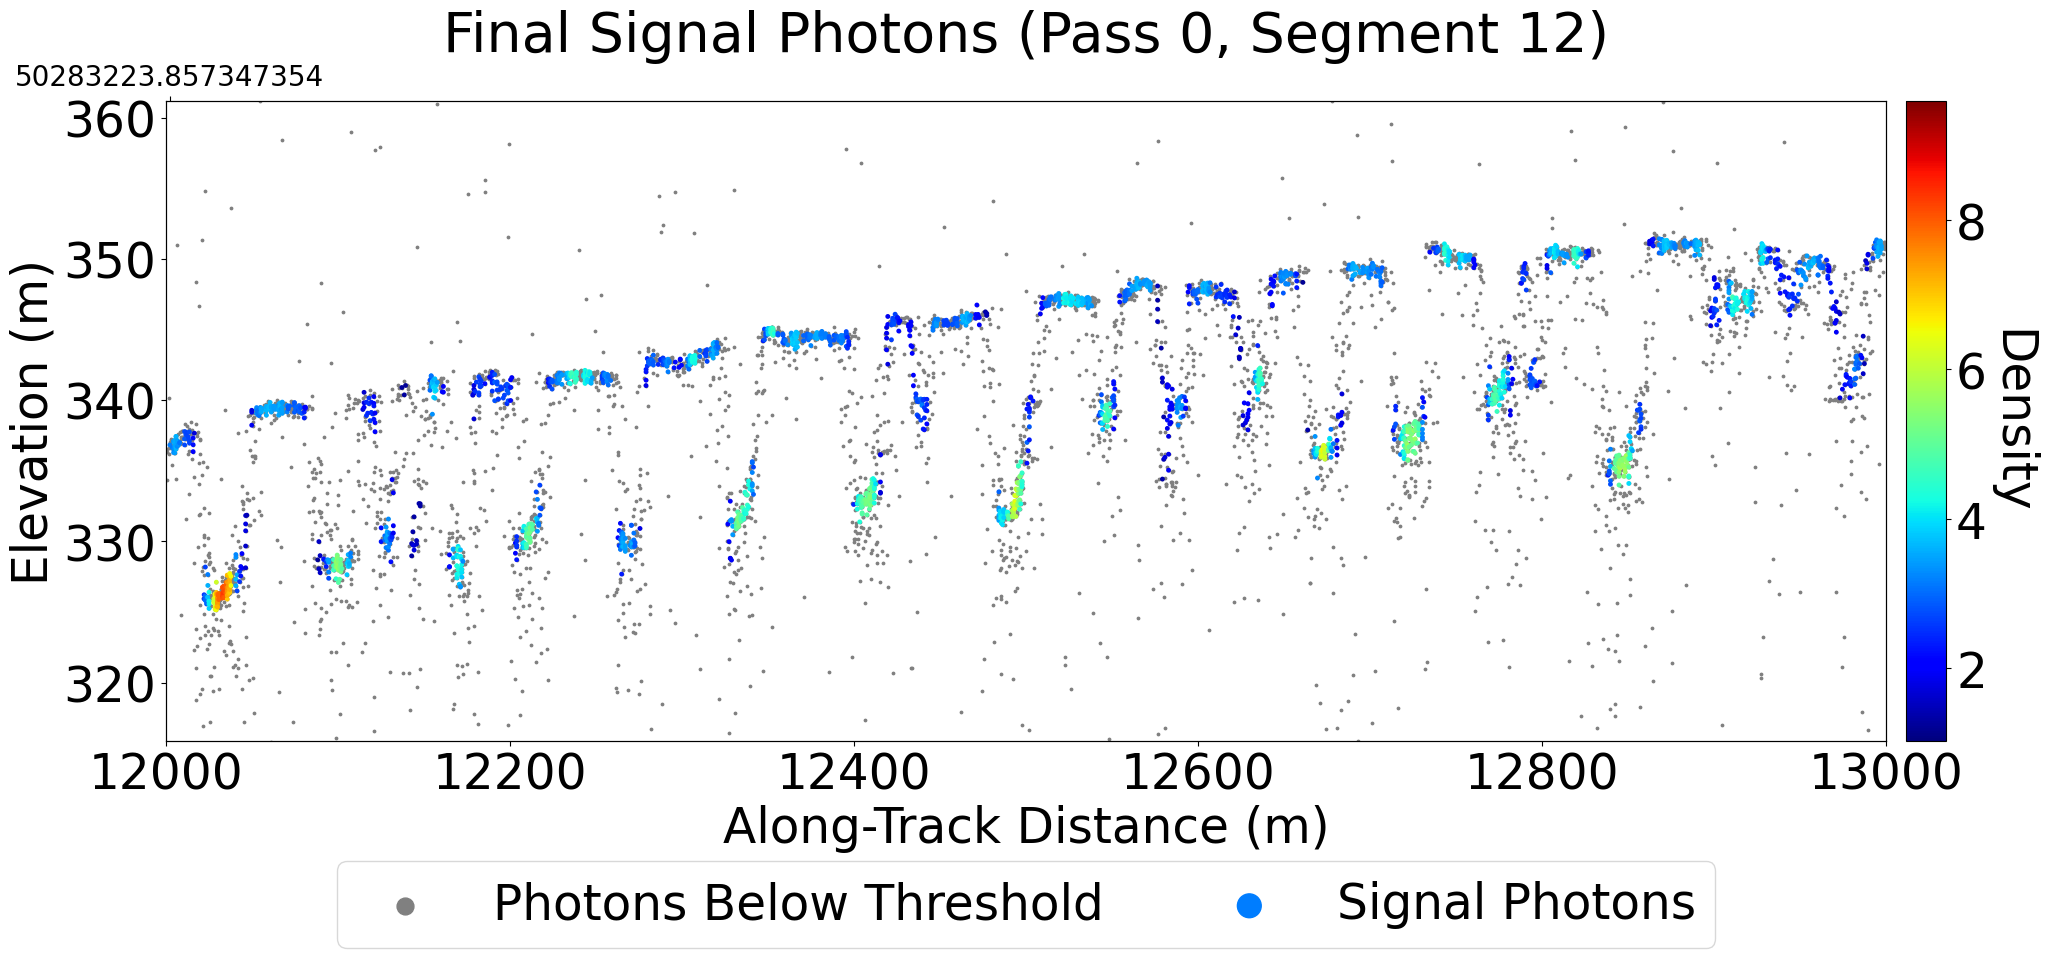 Final Signal Photons (Pass 0, Segment 12)
50283223.857347354
360
350
340
330
320
Elevation (m)
12000 12200 12400 12600 12800 13000
Along-Track Distance (m)
8
6
4
2
Density
Photons Below Threshold Signal Photons